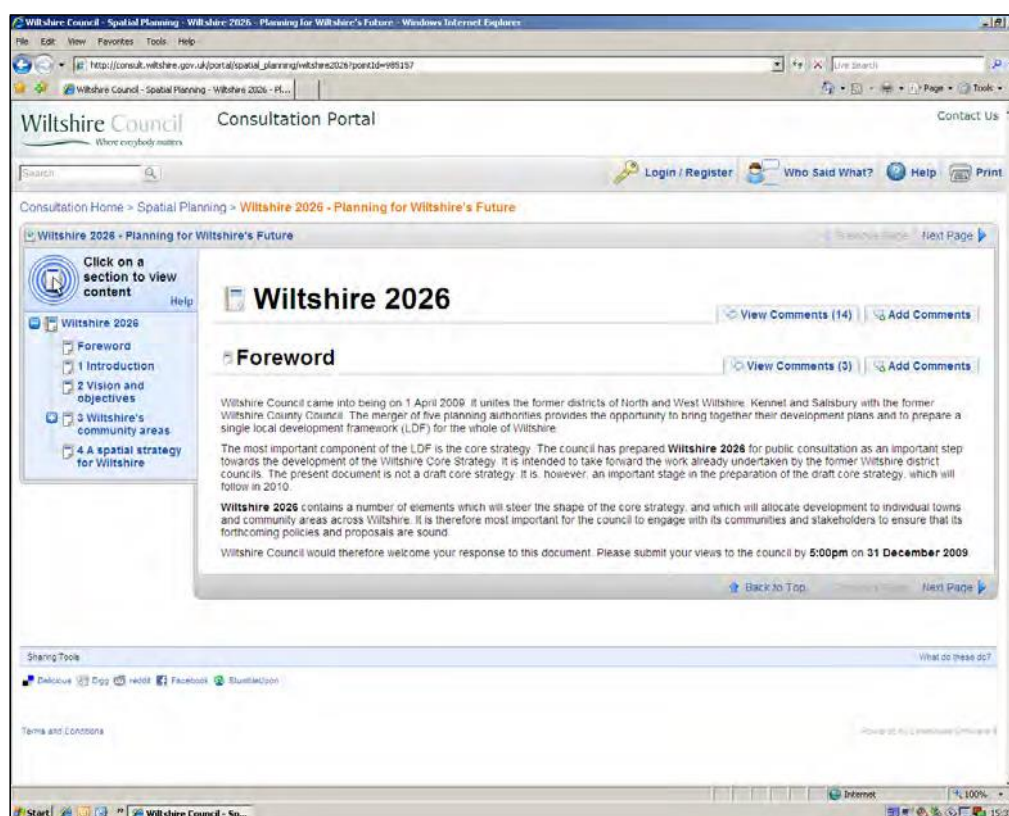 Wiltshire Council - Spatial Planning - Wiltshire 2026 - Planning for Wiltshire's Future - Windows Internet Explorer
File Edit View Favorites Tools Help
http://consult.wiltshire.gov.uk/portal/spatial_planning/wiltshire2026?pointId=985157
Live Search
Wiltshire Council - Spatial Planning - Wiltshire 2026 - Pl...
Page Tools
Wiltshire Council
Where everybody matters
Consultation Portal
Contact Us
Search
Login / Register
Who Said What?
Help
Print
Consultation Home > Spatial Planning > Wiltshire 2026 - Planning for Wiltshire's Future
Wiltshire 2026 - Planning for Wiltshire's Future
Previous Page Next Page
Click on a
section to view
content
Help
Wiltshire 2026
Foreword
1 Introduction
2 Vision and
objectives
3 Wiltshire's
community areas
4 A spatial strategy
for Wiltshire
Wiltshire 2026
View Comments (14) Add Comments
Foreword
View Comments (3) Add Comments
Wiltshire Council came into being on 1 April 2009. It unites the former districts of North and West Wiltshire, Kennet and Salisbury with the former
Wiltshire County Council. The merger of five planning authorities provides the opportunity to bring together their development plans and to prepare a
single local development framework (LDF) for the whole of Wiltshire.
The most important component of the LDF is the core strategy. The council has prepared Wiltshire 2026 for public consultation as an important step
towards the development of the Wiltshire Core Strategy. It is intended to take forward the work already undertaken by the former Wiltshire district
councils. The present document is not a draft core strategy. It is, however, an important stage in the preparation of the draft core strategy, which will
follow in 2010.
Wiltshire 2026 contains a number of elements which will steer the shape of the core strategy, and which will allocate development to individual towns
and community areas across Wiltshire. It is therefore most important for the council to engage with its communities and stakeholders to ensure that its
forthcoming policies and proposals are sound.
Wiltshire Council would therefore welcome your response to this document. Please submit your views to the council by 5:00pm on 31 December 2009.
Back to Top Previous Page Next Page
Sharing Tools
What do these do?
Delicious Digg reddit Facebook StumbleUpon
Terms and Conditions
Internet
100%
Start
Wiltshire Council - Sp...